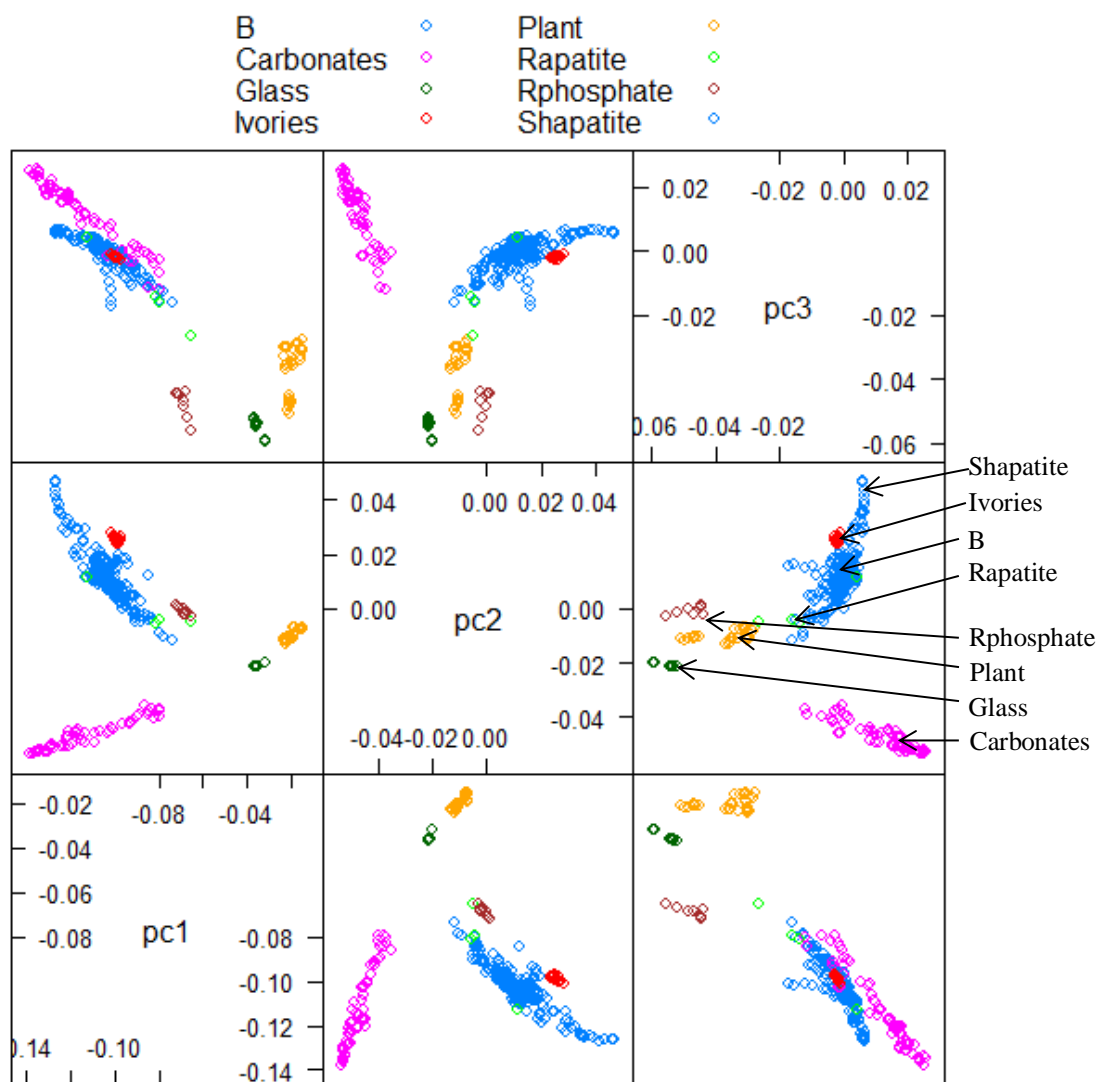 B Plant
Carbonates Rapatite
Glass Rphosphate
Ivories Shapatite
0.02 -0.02 0.00 0.02
0.00
-0.02 pc3 -0.02
-0.04
0.06 -0.04 -0.02 -0.06
Shapatite
Ivories
B
Rapatite
Rphosphate
Plant
Glass
Carbonates
0.04 0.00 0.02 0.04
0.02
0.00 pc2 0.00
-0.02
-0.04 -0.02 0.00 -0.04
-0.02 -0.08 -0.04
-0.04
-0.06
-0.08 pc1 -0.08
-0.10
-0.12
0.14 -0.10 -0.14